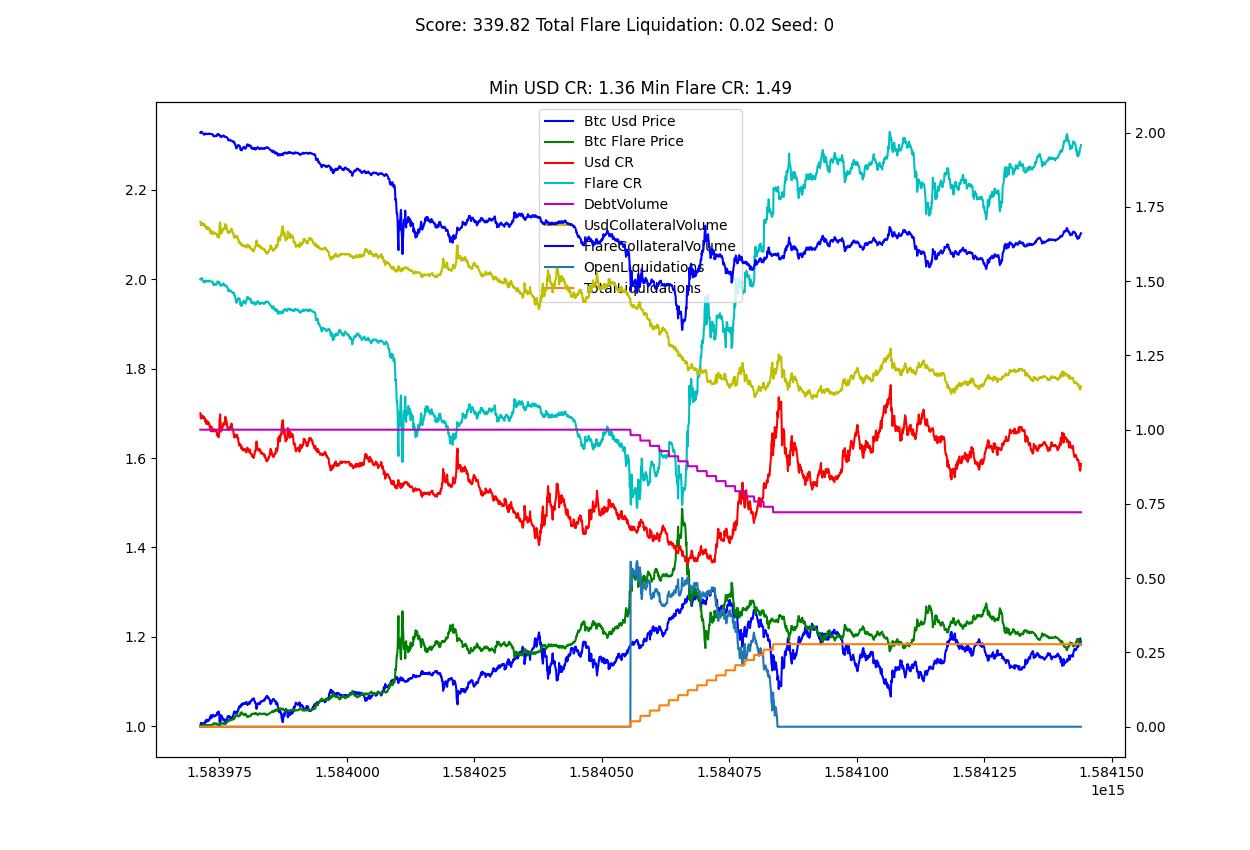 Score: 339.82 Total Flare Liquidation: 0.02 Seed: 0
Min USD CR: 1.36 Min Flare CR: 1.49
Btc Usd Price
Btc Flare Price
Usd CR
Flare CR
DebtVolume
UsdCollateralVolume
FlareCollateralVolume
OpenLiquidations
TotalLiquidations
2.2
2.0
1.8
1.6
1.4
1.2
1.0
2.00
1.75
1.50
1.25
1.00
0.75
0.50
0.25
0.00
1.583975
1.584000
1.584025
1.584050
1.584075
1.584100
1.584125
1.584150
1e15